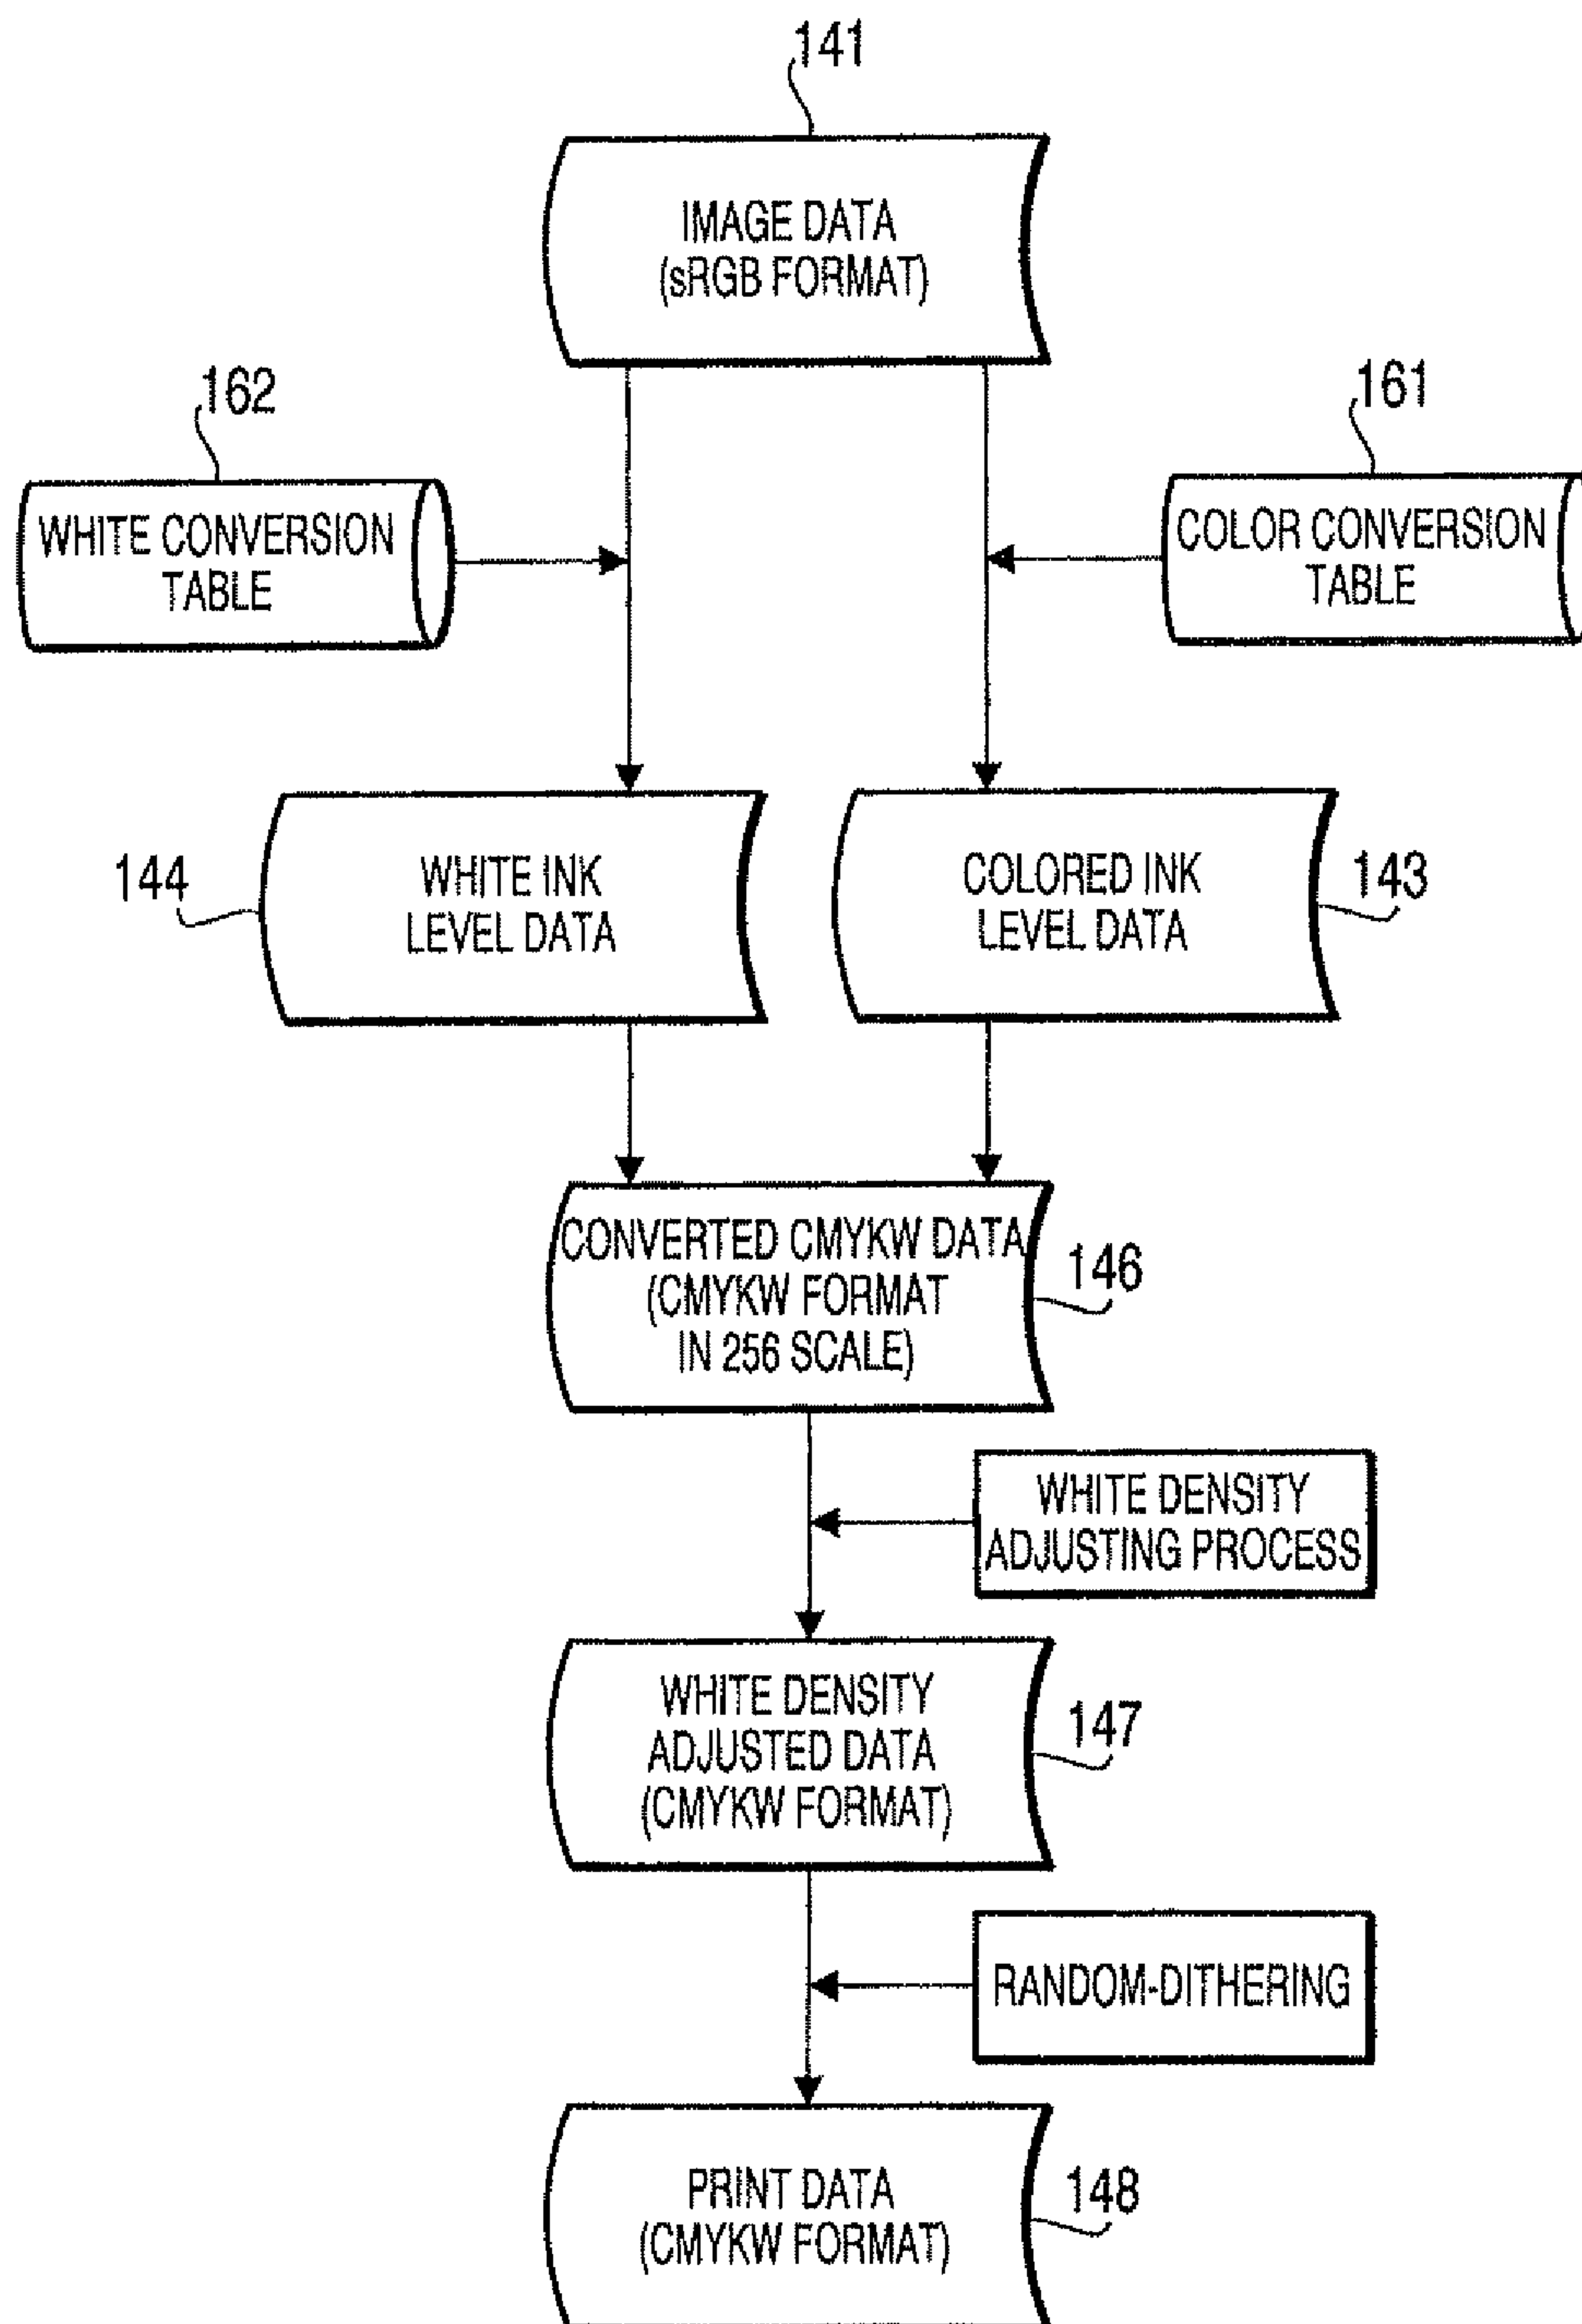 141
IMAGE DATA
(sRGB FORMAT)
162
161
WHITE CONVERSION
TABLE
COLOR CONVERSION
TABLE
144
WHITE INK
LEVEL DATA
COLORED INK
LEVEL DATA
143
CONVERTED CMYKW DATA
(CMYKW FORMAT
IN 256 SCALE)
146
WHITE DENSITY
ADJUSTING PROCESS
WHITE DENSITY
ADJUSTED DATA
(CMYKW FORMAT)
147
RANDOM-DITHERING
PRINT DATA
(CMYKW FORMAT)
148